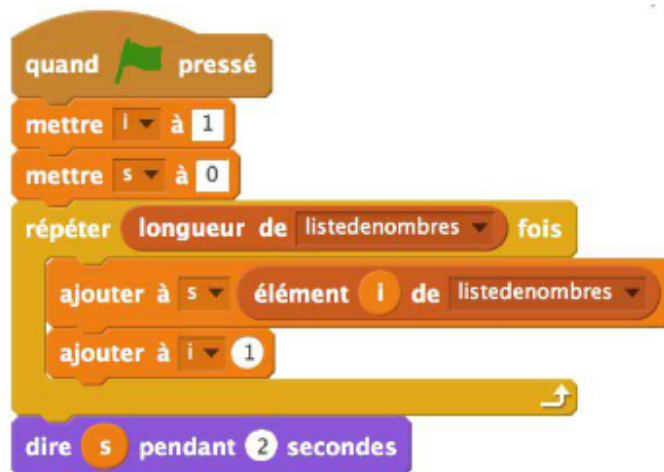 quand pressé
mettre i à 1
mettre s à 0
répéter longueur de listedenombres fois
ajouter à s élément i de listedenombres
ajouter à i 1
dire s pendant 2 secondes